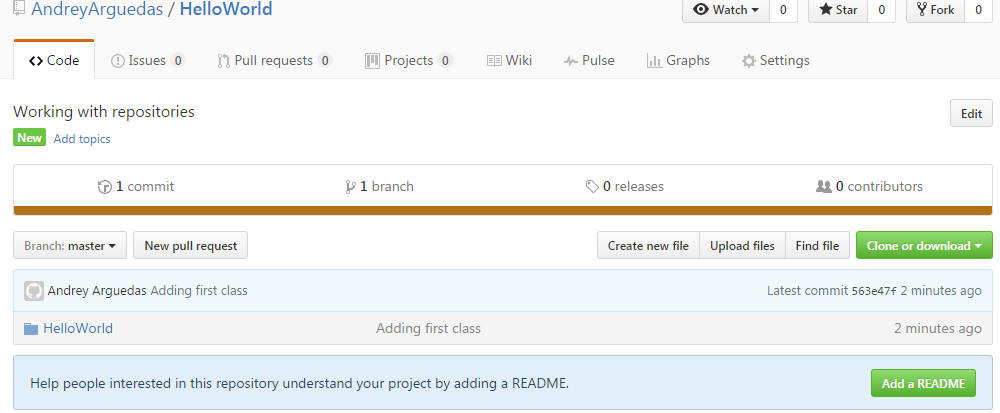 AndreyArguedas / HelloWorld Watch 0 Star 0 Fork 0
Code Issues 0 Pull requests 0 Projects 0 Wiki Pulse Graphs Settings
Working with repositories Edit
New Add topics
1 commit 1 branch 0 releases 0 contributors
Branch: master New pull request Create new file Upload files Find file Clone or download
Andrey Arguedas Adding first class Latest commit 563e47f 2 minutes ago
HelloWorld Adding first class 2 minutes ago
Help people interested in this repository understand your project by adding a README. Add a README